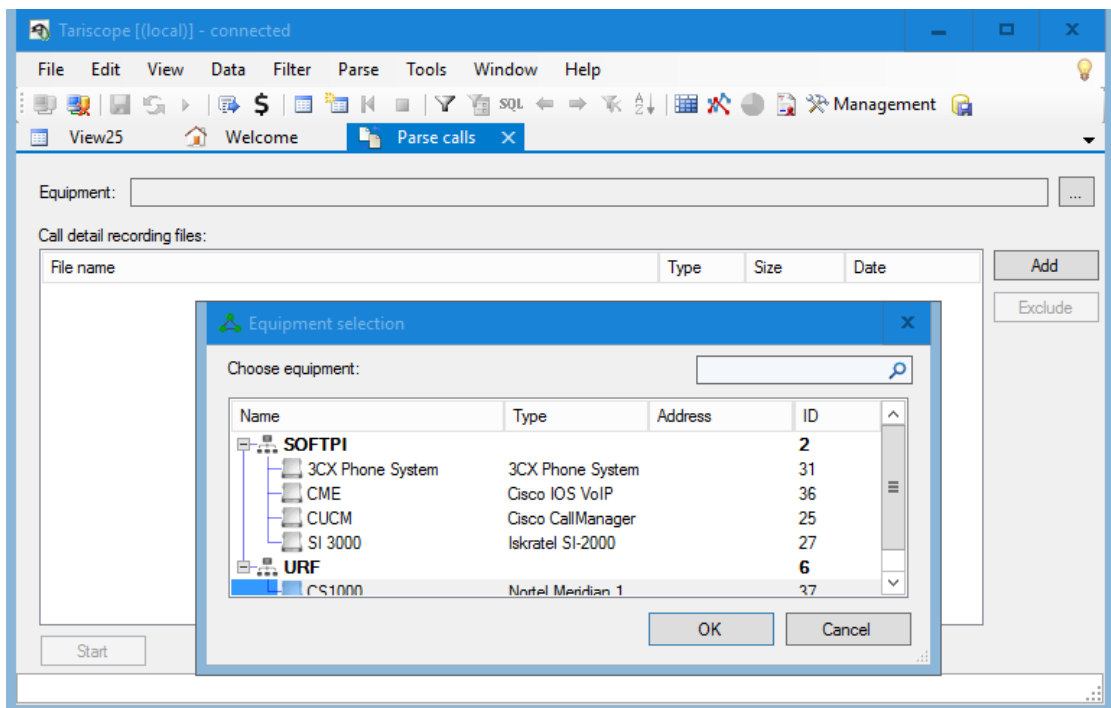 Tariscope [(local)] - connected
File Edit View Data Filter Parse Tools Window Help
$ SQL A Z Management
View25 Welcome Parse calls
Equipment: ...
Call detail recording files:
File name Type Size Date Add
Exclude
Equipment selection
Choose equipment:
Name Type Address ID
SOFTPI 2
3CX Phone System 3CX Phone System 31
CME Cisco IOS VoIP 36
CUCM Cisco CallManager 25
SI 3000 Iskratel SI-2000 27
URF 6
CS1000 Nortel Meridian 1 37
OK Cancel
Start